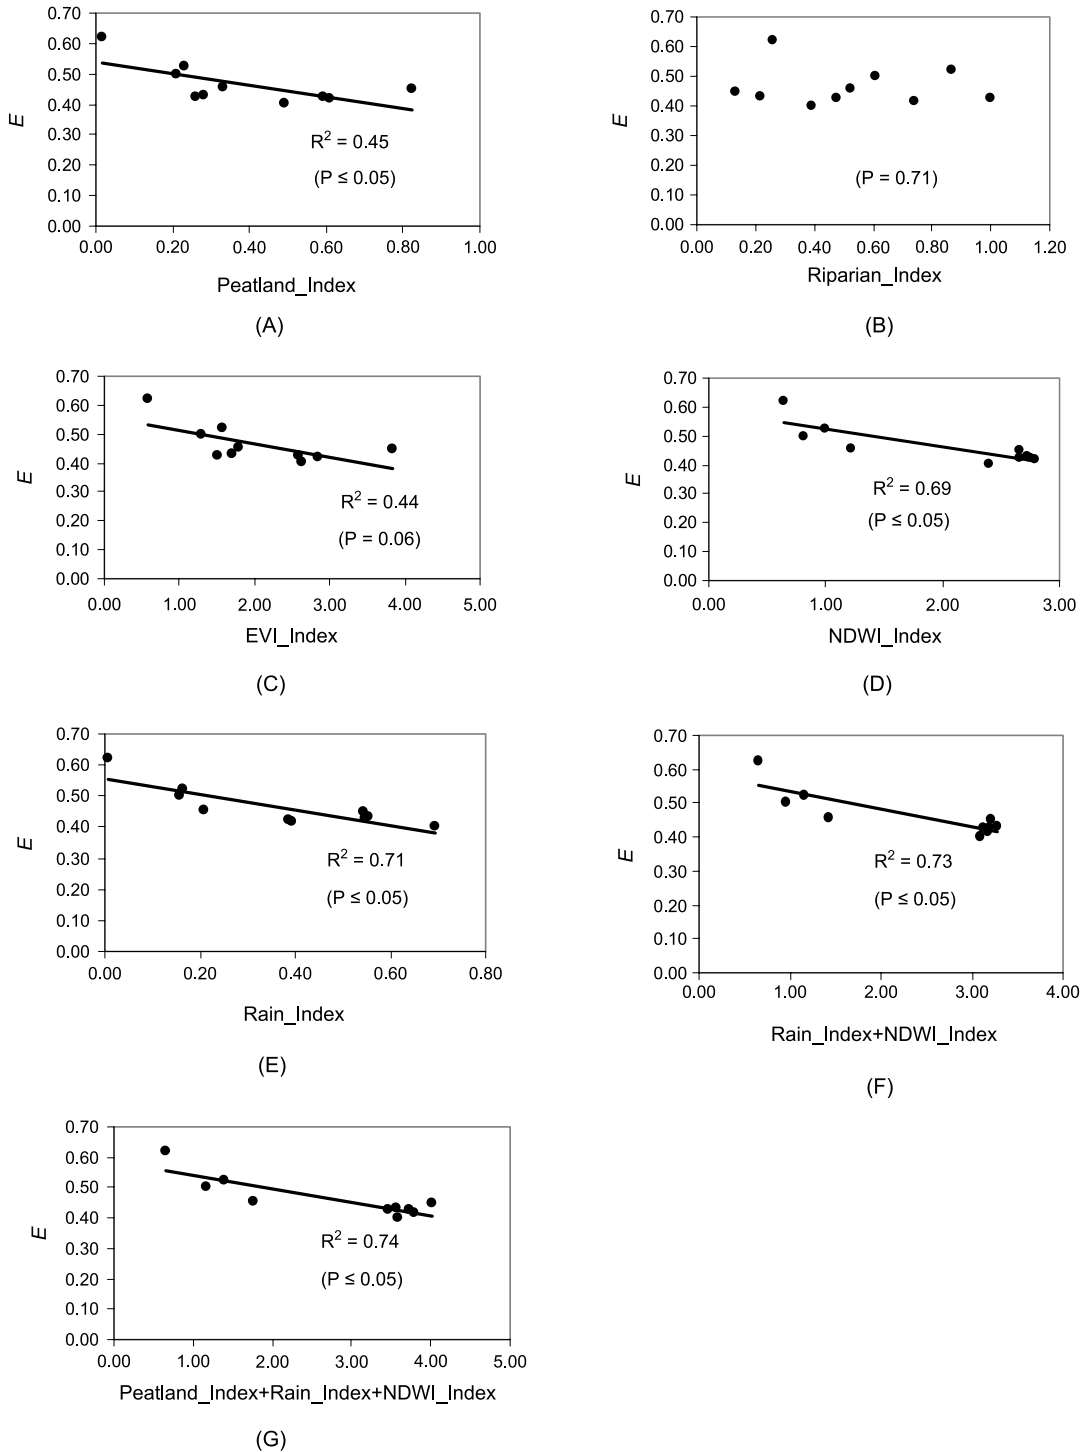 0.70
0.60
0.50
0.40
0.30
0.20
0.10
0.00
E
R² = 0.45
(P ≤ 0.05)
0.00 0.20 0.40 0.60 0.80 1.00
Peatland_Index
(A)
0.70
0.60
0.50
0.40
0.30
0.20
0.10
0.00
E
(P = 0.71)
0.00 0.20 0.40 0.60 0.80 1.00 1.20
Riparian_Index
(B)
0.70
0.60
0.50
0.40
0.30
0.20
0.10
0.00
E
R² = 0.44
(P = 0.06)
0.00 1.00 2.00 3.00 4.00 5.00
EVI_Index
(C)
0.70
0.60
0.50
0.40
0.30
0.20
0.10
0.00
E
R² = 0.69
(P ≤ 0.05)
0.00 1.00 2.00 3.00
NDWI_Index
(D)
0.70
0.60
0.50
0.40
0.30
0.20
0.10
0.00
E
R² = 0.71
(P ≤ 0.05)
0.00 0.20 0.40 0.60 0.80
Rain_Index
(E)
0.70
0.60
0.50
0.40
0.30
0.20
0.10
0.00
E
R² = 0.73
(P ≤ 0.05)
0.00 1.00 2.00 3.00 4.00
Rain_Index+NDWI_Index
(F)
0.70
0.60
0.50
0.40
0.30
0.20
0.10
0.00
E
R² = 0.74
(P ≤ 0.05)
0.00 1.00 2.00 3.00 4.00 5.00
Peatland_Index+Rain_Index+NDWI_Index
(G)